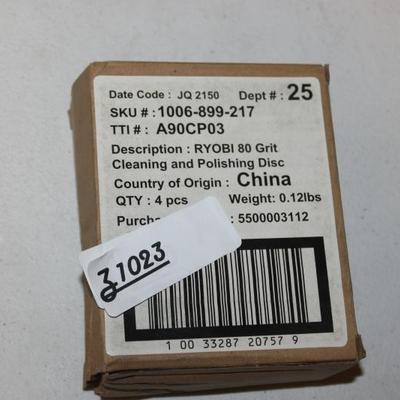 Date Code : JQ 2150 Dept # : 25
SKU # : 1006-899-217
TTI # : A90CP03
Description : RYOBI 80 Grit
Cleaning and Polishing Disc
Country of Origin : China
QTY : 4 pcs Weight: 0.12lbs
: 5500003112
Z1023
1 00 33287 20757 9